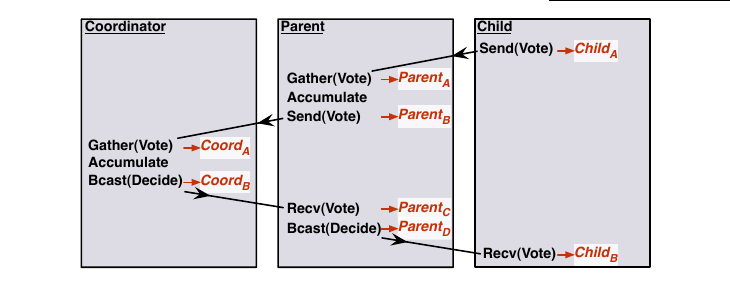 Coordinator
Gather(Vote) Coord_A
Accumulate
Bcast(Decide) Coord_B
Parent
Gather(Vote) Parent_A
Accumulate
Send(Vote) Parent_B
Recv(Vote) Parent_C
Bcast(Decide) Parent_D
Child
Send(Vote) Child_A
Recv(Vote) Child_B